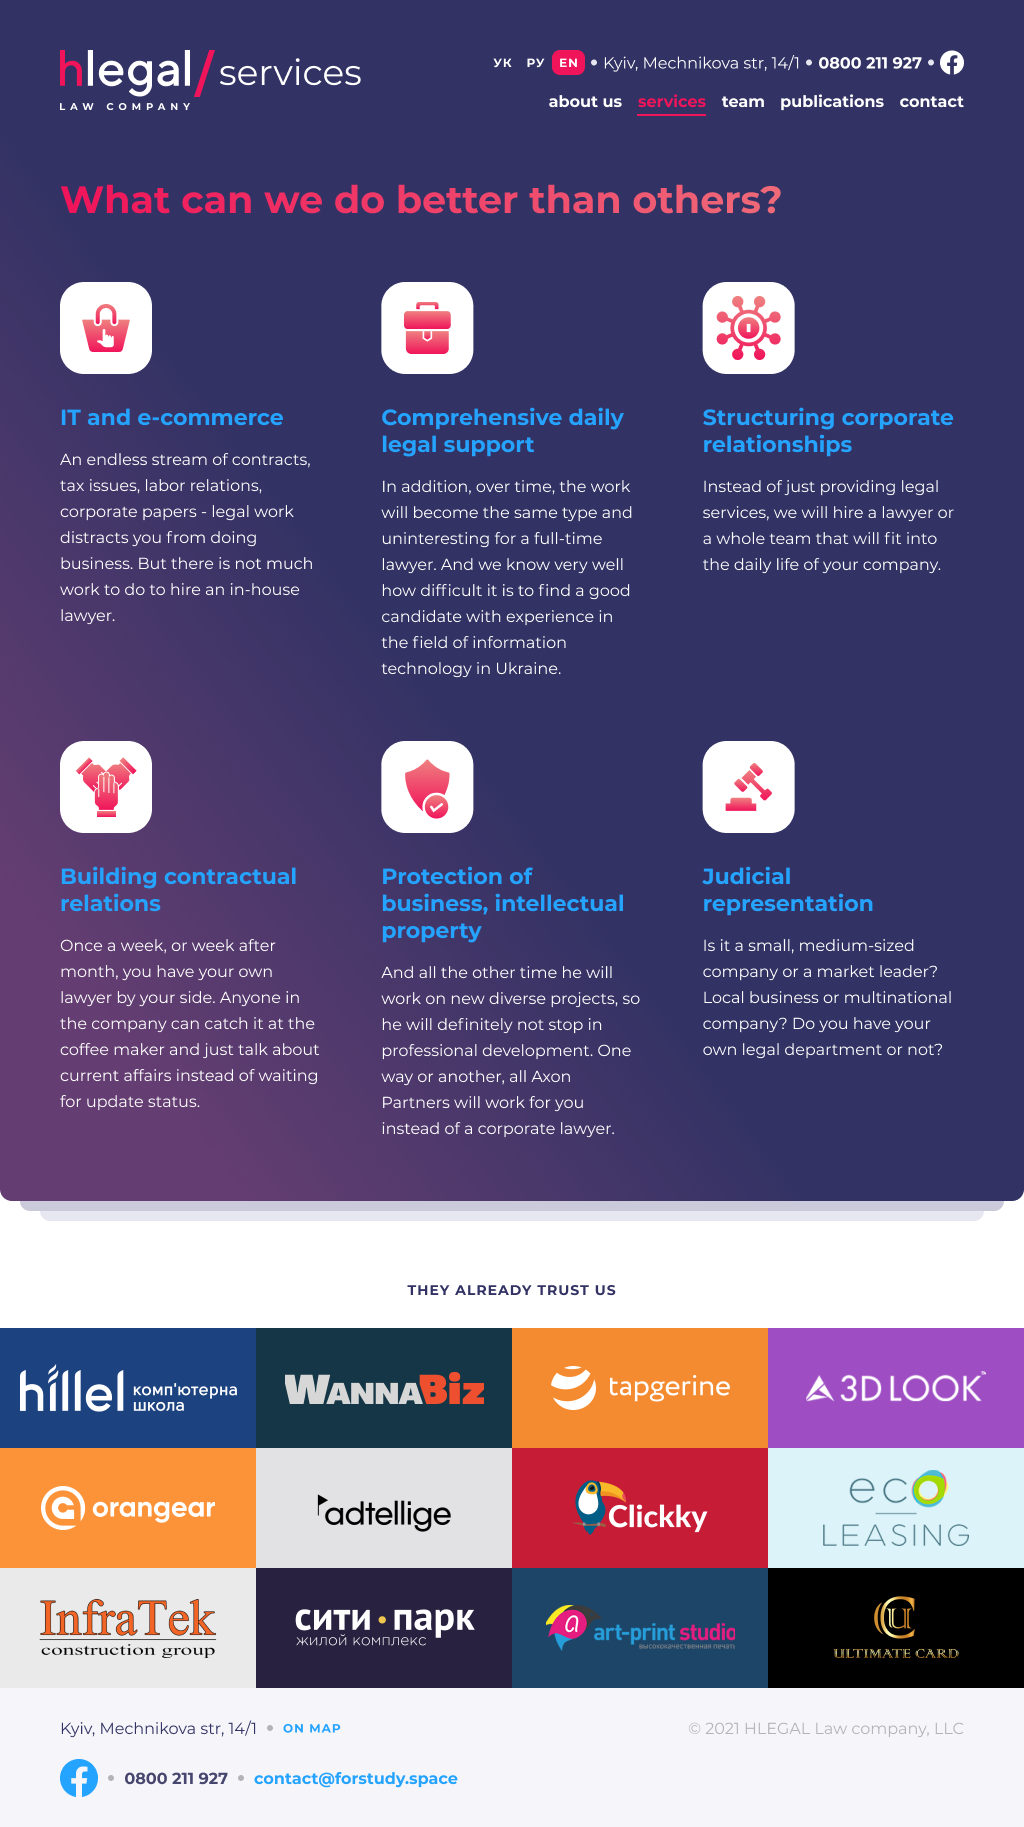 hlegal/services
LAW COMPANY
УК РУ EN • Kyiv, Mechnikova str, 14/1 • 0800 211 927 •
about us services team publications contact
What can we do better than others?
IT and e-commerce
An endless stream of contracts,
tax issues, labor relations,
corporate papers - legal work
distracts you from doing
business. But there is not much
work to do to hire an in-house
lawyer.
Comprehensive daily
legal support
In addition, over time, the work
will become the same type and
uninteresting for a full-time
lawyer. And we know very well
how difficult it is to find a good
candidate with experience in
the field of information
technology in Ukraine.
Structuring corporate
relationships
Instead of just providing legal
services, we will hire a lawyer or
a whole team that will fit into
the daily life of your company.
Building contractual
relations
Once a week, or week after
month, you have your own
lawyer by your side. Anyone in
the company can catch it at the
coffee maker and just talk about
current affairs instead of waiting
for update status.
Protection of
business, intellectual
property
And all the other time he will
work on new diverse projects, so
he will definitely not stop in
professional development. One
way or another, all Axon
Partners will work for you
instead of a corporate lawyer.
Judicial
representation
Is it a small, medium-sized
company or a market leader?
Local business or multinational
company? Do you have your
own legal department or not?
THEY ALREADY TRUST US
hillel комп'ютерна
школа
WANNABIZ
tapgerine
3DLOOK™
orangear
adtellige
Clickky
eco
LEASING
InfraTek
construction group
сити • парк
жилой комплекс
a art-print studio
высококачественная печать
CU
ULTIMATE CARD
Kyiv, Mechnikova str, 14/1 • ON MAP
© 2021 HLEGAL Law company, LLC
• 0800 211 927 • contact@forstudy.space